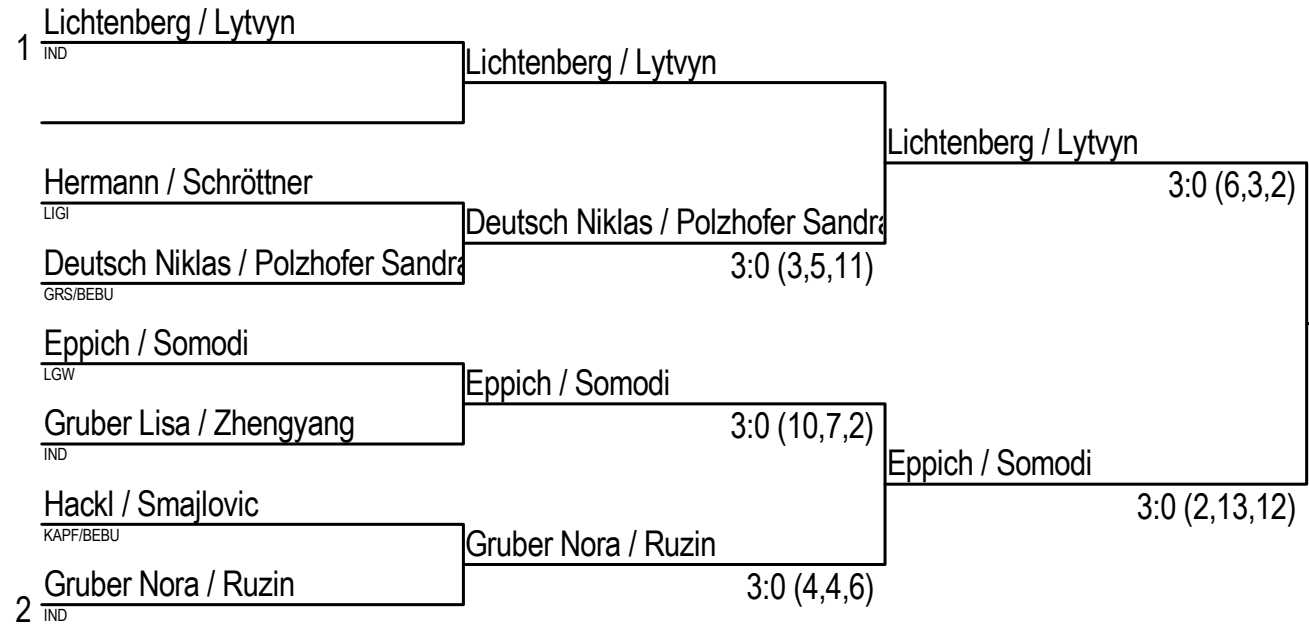 1 Lichtenberg / Lytvyn
IND
Lichtenberg / Lytvyn
Lichtenberg / Lytvyn
3:0 (6,3,2)
Hermann / Schröttner
LIGI
Deutsch Niklas / Polzhofer Sandra
3:0 (3,5,11)
Deutsch Niklas / Polzhofer Sandra
GRS/BEBU
Eppich / Somodi
LGW
Eppich / Somodi
3:0 (10,7,2)
Gruber Lisa / Zhengyang
IND
Eppich / Somodi
3:0 (2,13,12)
Hackl / Smajlovic
KAPF/BEBU
Gruber Nora / Ruzin
3:0 (4,4,6)
2 Gruber Nora / Ruzin
IND